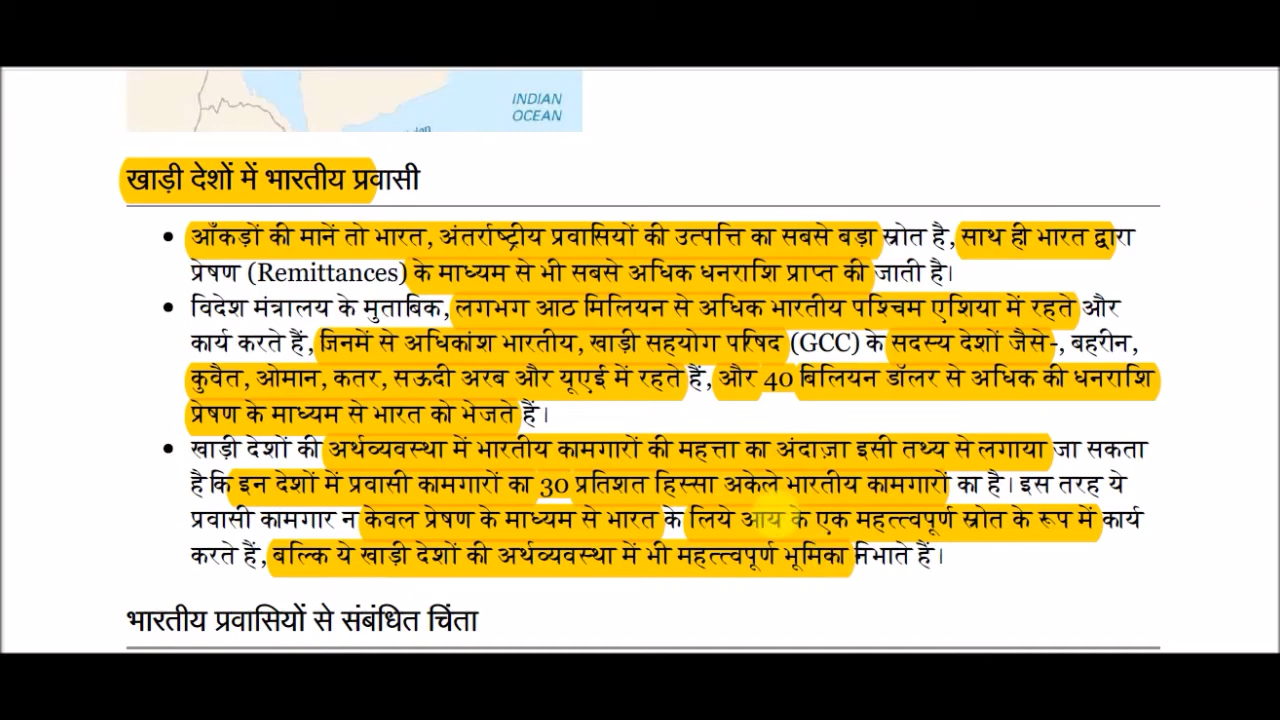 INDIAN
OCEAN
खाड़ी देशों में भारतीय प्रवासी
• आँकड़ों की मानें तो भारत, अंतर्राष्ट्रीय प्रवासियों की उत्पत्ति का सबसे बड़ा स्रोत है, साथ ही भारत द्वारा
प्रेषण (Remittances) के माध्यम से भी सबसे अधिक धनराशि प्राप्त की जाती है।
• विदेश मंत्रालय के मुताबिक, लगभग आठ मिलियन से अधिक भारतीय पश्चिम एशिया में रहते और
कार्य करते हैं, जिनमें से अधिकांश भारतीय, खाड़ी सहयोग परिषद (GCC) के सदस्य देशों जैसे-, बहरीन,
कुवैत, ओमान, कतर, सऊदी अरब और यूएई में रहते हैं, और 40 बिलियन डॉलर से अधिक की धनराशि
प्रेषण के माध्यम से भारत को भेजते हैं।
• खाड़ी देशों की अर्थव्यवस्था में भारतीय कामगारों की महत्ता का अंदाज़ा इसी तथ्य से लगाया जा सकता
है कि इन देशों में प्रवासी कामगारों का 30 प्रतिशत हिस्सा अकेले भारतीय कामगारों का है। इस तरह ये
प्रवासी कामगार न केवल प्रेषण के माध्यम से भारत के लिये आय के एक महत्त्वपूर्ण स्रोत के रूप में कार्य
करते हैं, बल्कि ये खाड़ी देशों की अर्थव्यवस्था में भी महत्त्वपूर्ण भूमिका निभाते हैं।
भारतीय प्रवासियों से संबंधित चिंता